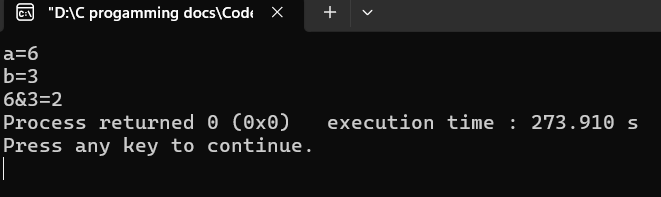 "D:\C progamming docs\Code
a=6
b=3
6&3=2
Process returned 0 (0x0)   execution time : 273.910 s
Press any key to continue.